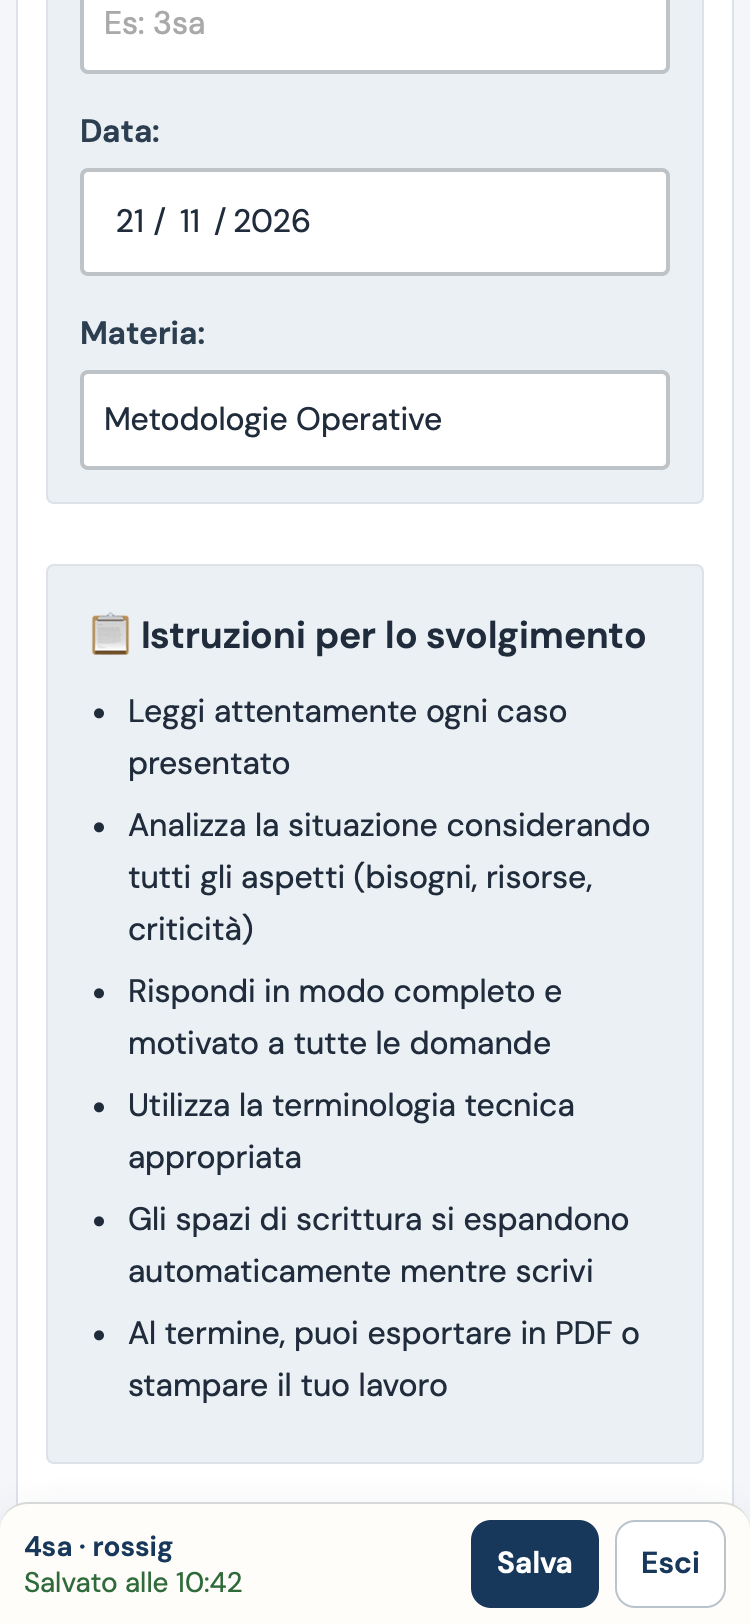 Es: 3sa
Data:
21 / 11 / 2026
Materia:
Metodologie Operative
Istruzioni per lo svolgimento
• Leggi attentamente ogni caso
presentato
• Analizza la situazione considerando
tutti gli aspetti (bisogni, risorse,
criticità)
• Rispondi in modo completo e
motivato a tutte le domande
• Utilizza la terminologia tecnica
appropriata
• Gli spazi di scrittura si espandono
automaticamente mentre scrivi
• Al termine, puoi esportare in PDF o
stampare il tuo lavoro
4sa · rossig
Salvato alle 10:42
Salva
Esci